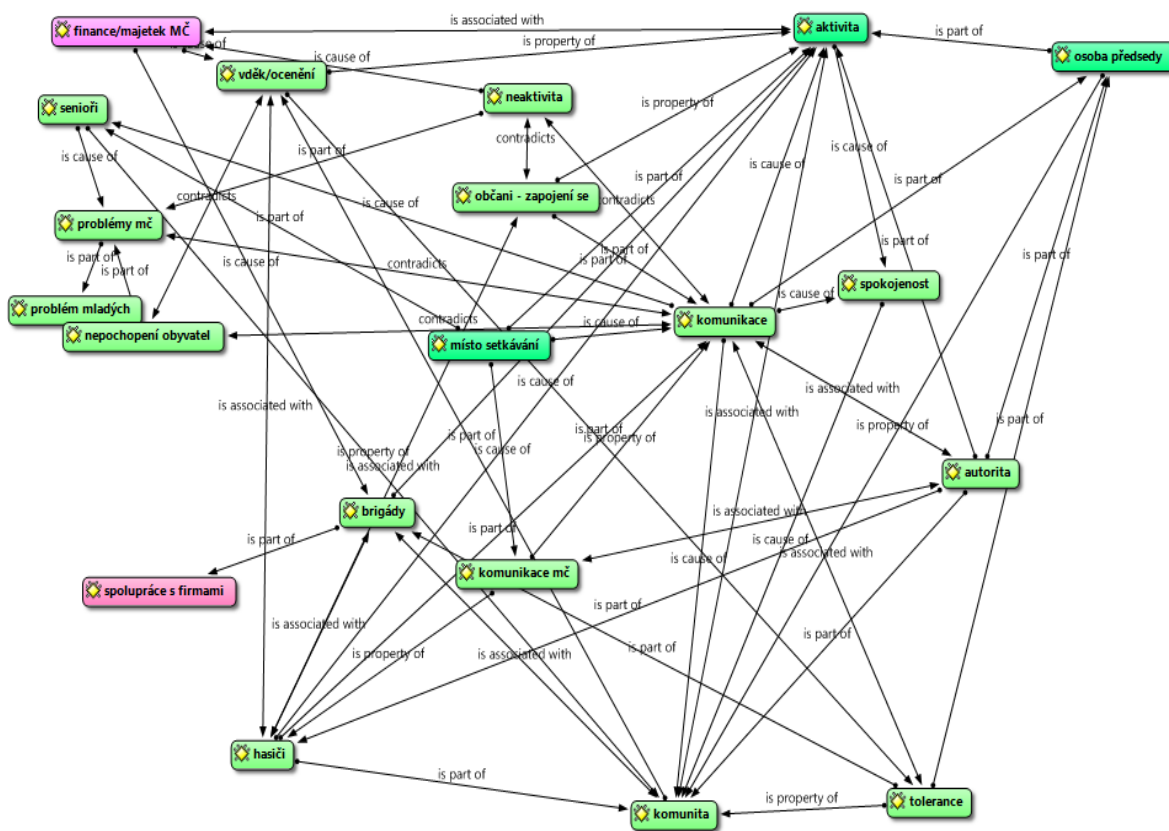 is associated with
finance/majetek MČ
aktivita
is part of
is cause of
is property of
osoba předsedy
is cause of
vděk/ocenění
senioři
neaktivita
is property of
contradicts
is cause of
is part of
is cause of
is part of
občani - zapojení se
contradicts
contradicts
is part of
is cause of
is part of
problémy mč
is part of
is part of
is part of
is part of
is cause of
contradicts
is part of
spokojenost
is cause of
problém mladých
komunikace
contradicts
is cause of
nepochopení obyvatel
místo setkávání
is cause of
is associated with
is associated with
is property of
is part of
is part of
is property of
is property of
is part of
is cause of
is associated with
autorita
brigády
is associated with
is part of
is part of
is cause of
is associated with
is cause of
komunikace mč
spolupráce s firmami
is part of
is associated with
is property of
is associated with
is part of
hasiči
is part of
is property of
tolerance
komunita